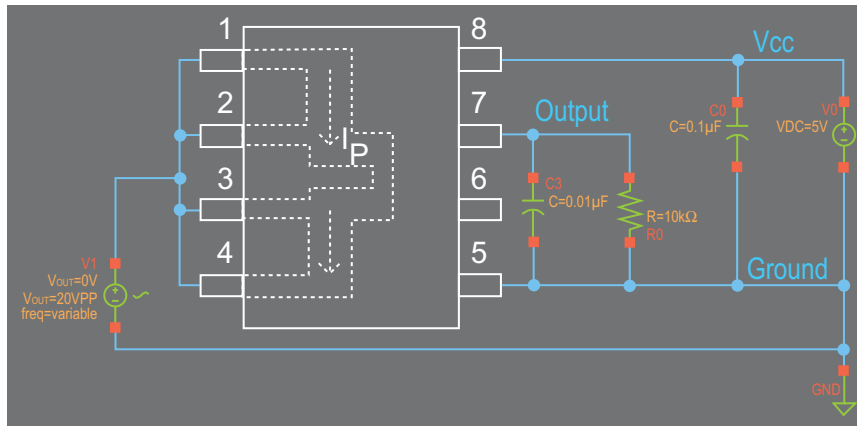 1
8
Vcc
2
7
Output
C0
C=0.1µF
V0
VDC=5V
IP
3
6
C3
C=0.01µF
R=10kΩ
R0
4
5
Ground
V1
VOUT=0V
VOUT=20VPP
freq=variable
GND